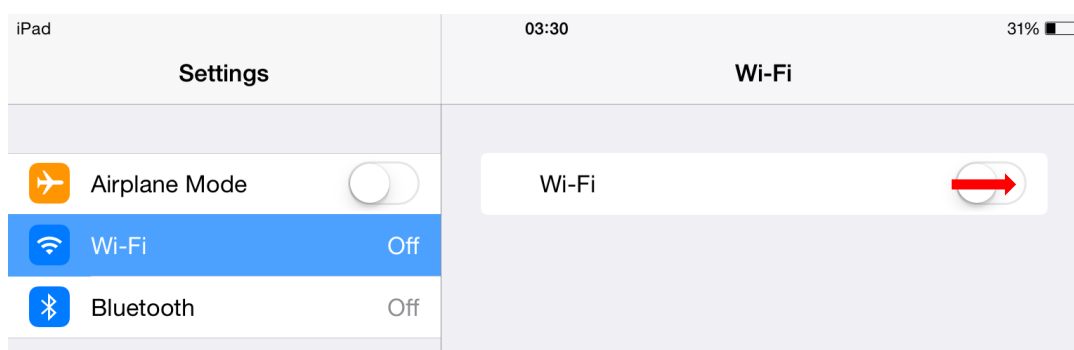 iPad 03:30 31%
Settings Wi-Fi
Airplane Mode
Wi-Fi Off
Bluetooth Off
Wi-Fi